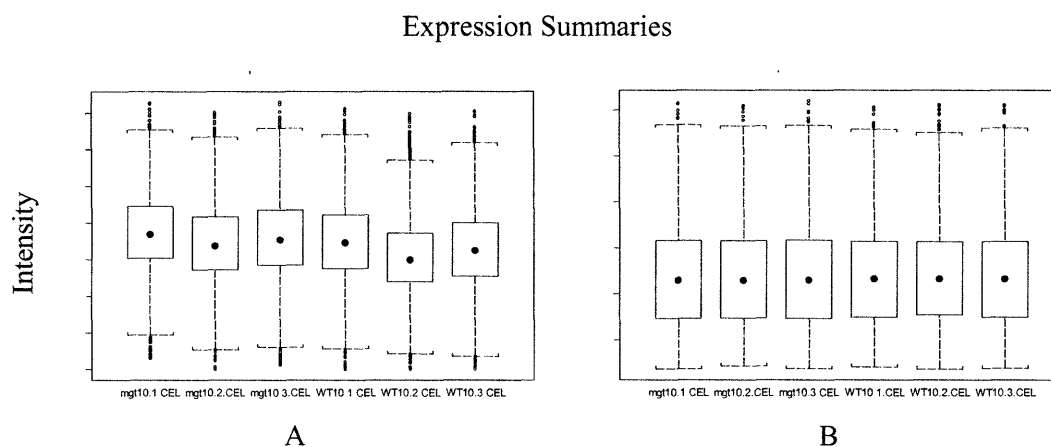 Expression Summaries
Intensity
mgt10.1 CEL mgt10.2.CEL mgt10 3.CEL WT10 1 CEL WT10.2 CEL WT10.3 CEL
mgt10.1 CEL mgt10.2.CEL mgt10.3 CEL WT10 1.CEL WT10.2.CEL WT10.3.CEL
A
B